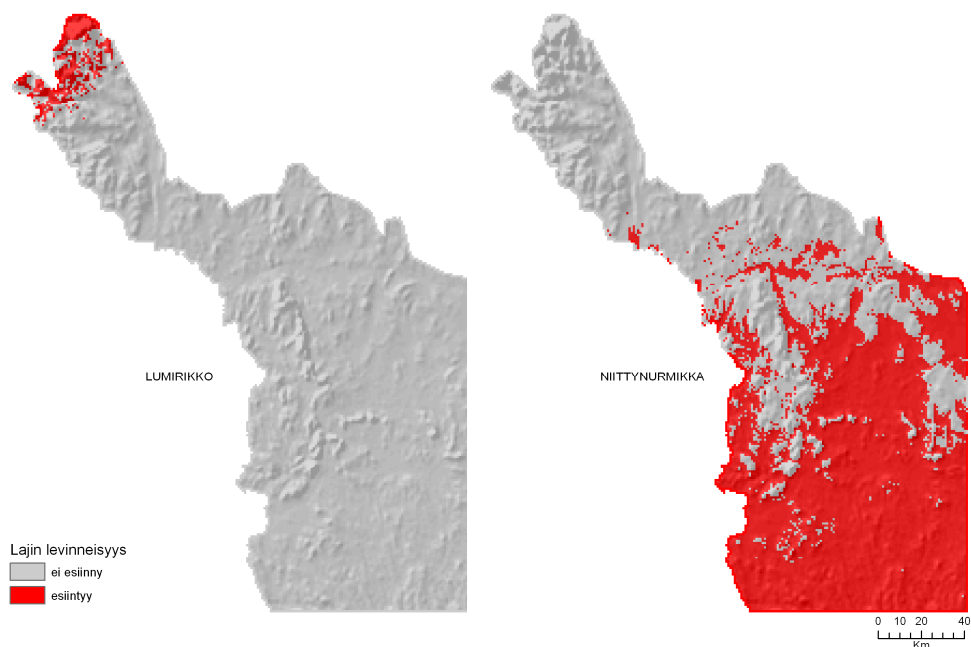 LUMIRIKKO
NIITTYNURMIKKA
Lajin levinneisyys
ei esiinny
esiintyy
0 10 20 40
Km